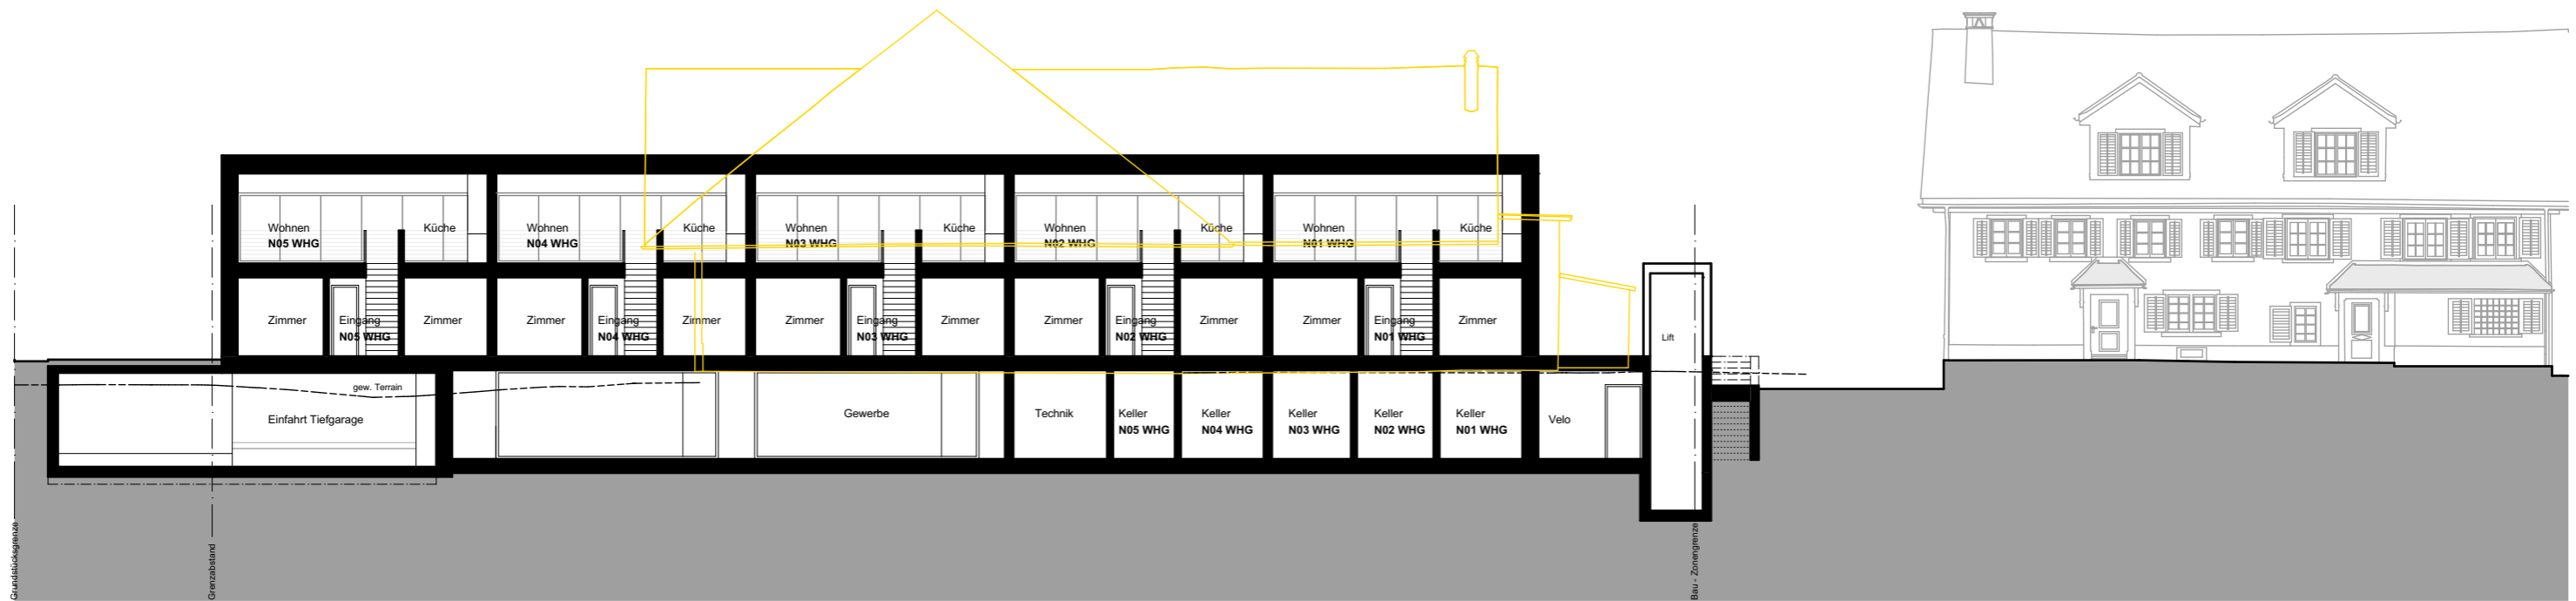 Wohnen
N05 WHG
Küche
Wohnen
N04 WHG
Küche
Wohnen
N03 WHG
Küche
Wohnen
N02 WHG
Küche
Wohnen
N01 WHG
Küche
Zimmer
Eingang
N05 WHG
Zimmer
Zimmer
Eingang
N04 WHG
Zimmer
Zimmer
Eingang
N03 WHG
Zimmer
Zimmer
Eingang
N02 WHG
Zimmer
Zimmer
Eingang
N01 WHG
Zimmer
Lift
gew. Terrain
Einfahrt Tiefgarage
Gewerbe
Technik
Keller
N05 WHG
Keller
N04 WHG
Keller
N03 WHG
Keller
N02 WHG
Keller
N01 WHG
Velo
Grundstücksgrenze
Grenzabstand
Bau - Zonengrenze